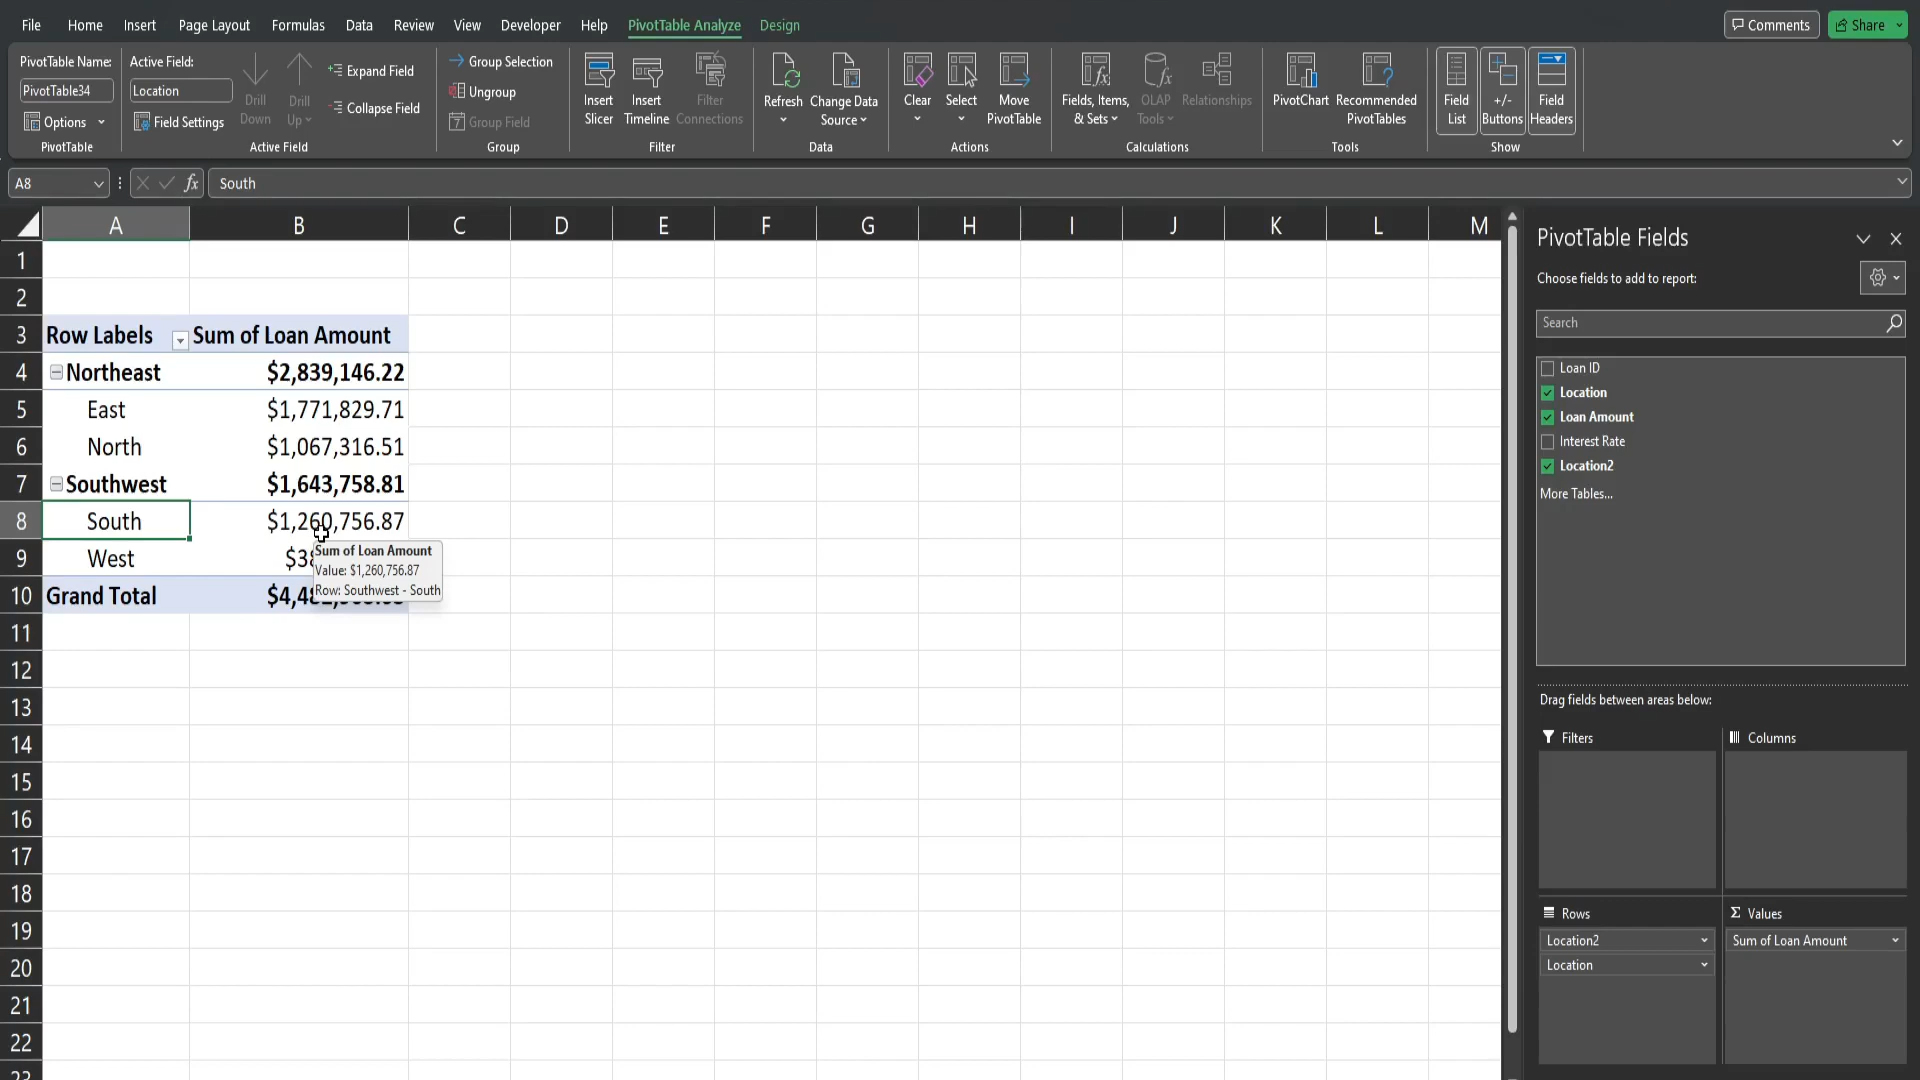 File Home Insert Page Layout Formulas Data Review View Developer Help PivotTable Analyze Design Comments Share
PivotTable Name:
PivotTable34
Options
PivotTable
Active Field:
Location
Field Settings
Drill Down
Drill Up
Expand Field
Collapse Field
Active Field
Group Selection
Ungroup
Group Field
Group
Insert Slicer
Insert Timeline
Filter Connections
Filter
Refresh
Change Data Source
Data
Clear
Select
Move PivotTable
Actions
Fields, Items, & Sets
OLAP Tools
Relationships
Calculations
PivotChart
Recommended PivotTables
Tools
Field List
+/- Buttons
Field Headers
Show
A8 fx South
A B C D E F G H I J K L M
1
2
3 Row Labels Sum of Loan Amount
4 Northeast $2,839,146.22
5 East $1,771,829.71
6 North $1,067,316.51
7 Southwest $1,643,758.81
8 South $1,260,756.87
9 West
10 Grand Total
Sum of Loan Amount
Value: $1,260,756.87
Row: Southwest - South
11
12
13
14
15
16
17
18
19
20
21
22
23
PivotTable Fields
Choose fields to add to report:
Search
Loan ID
Location
Loan Amount
Interest Rate
Location2
More Tables...
Drag fields between areas below:
Filters
Columns
Rows
Location2
Location
Σ Values
Sum of Loan Amount